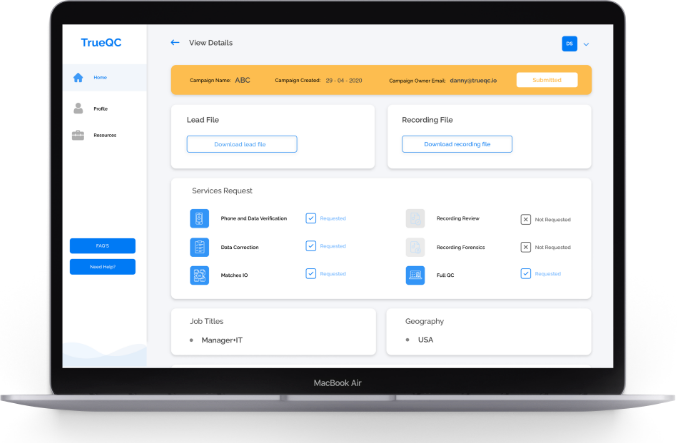 TrueQC
View Details
DS
Home
Profile
Resources
FAQ'S
Need Help?
Campaign Name: ABC
Campaign Created: 29 - 04 - 2020
Campaign Owner Email: danny@trueqc.io
Submitted
Lead File
Download lead file
Recording File
Download recording file
Services Request
Phone and Data Verification
Requested
Recording Review
Not Requested
Data Correction
Requested
Recording Forensics
Not Requested
Matches IO
Requested
Full QC
Requested
Job Titles
Manager+IT
Geography
USA
MacBook Air